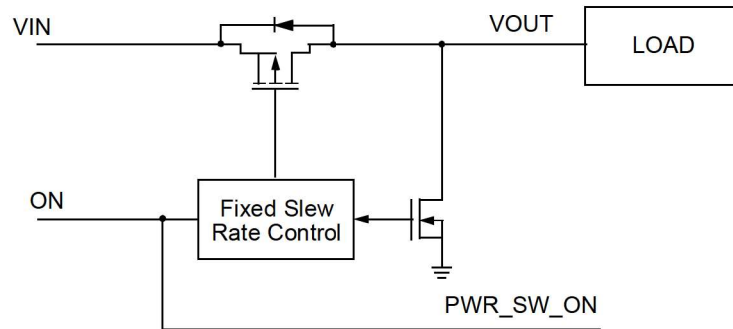 VIN
VOUT
LOAD
ON
Fixed Slew
Rate Control
PWR_SW_ON